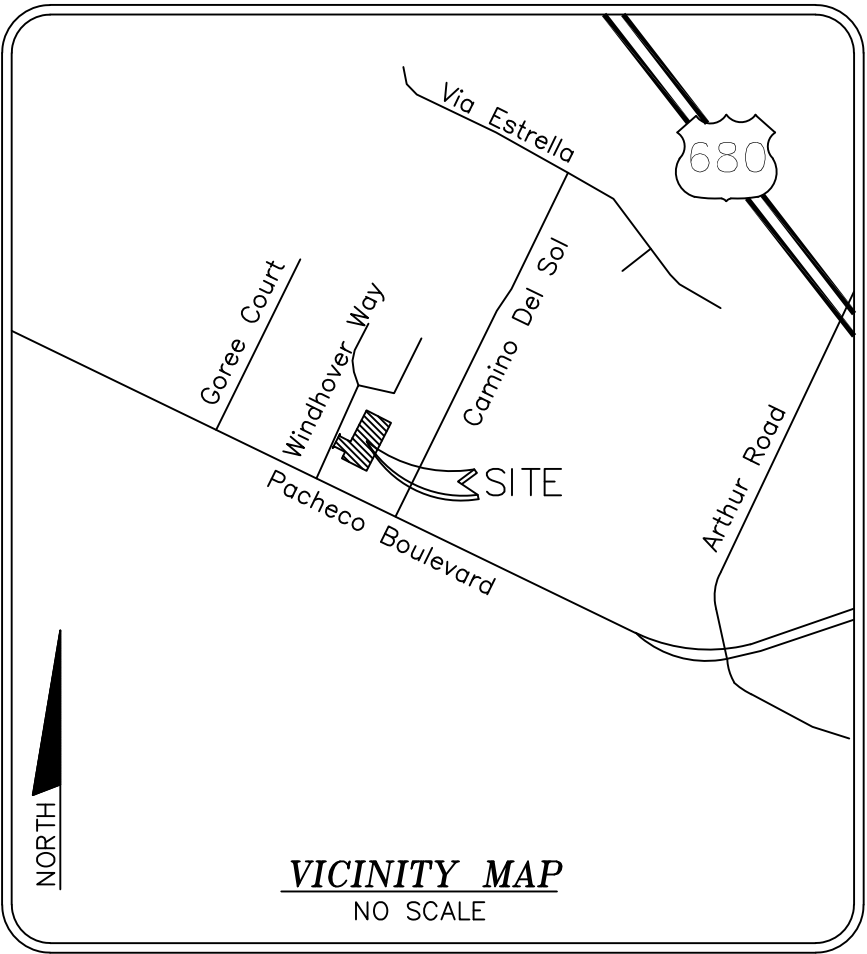 Via Estrella
680
Goree Court
Windhover Way
Camino Del Sol
Arthur Road
SITE
Pacheco Boulevard
NORTH
VICINITY MAP
NO SCALE